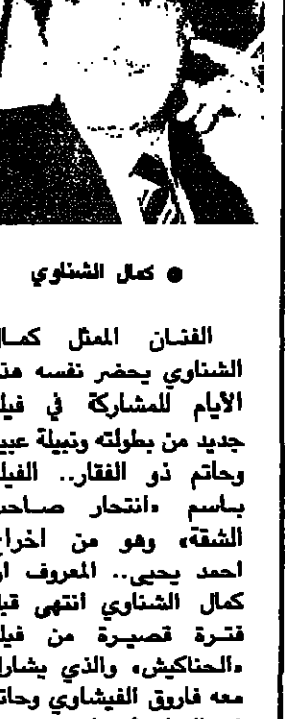 ● كمال الشناوي
الفنان الممثل كمال
الشناوي يحضر نفسه هذه
الأيام للمشاركة في فيلم
جديد من بطولته ونبيلة عبيد
وحاتم ذو الفقار.. الفيلم
باسم «انتحار صاحب
الشقة» وهو من اخراج
احمد يحيى.. المعروف ان
كمال الشناوي أنتهى قبل
فترة قصيرة من فيلم
«الحناكيش» والذي يشارك
معه فاروق الفيشاوي وحاتم